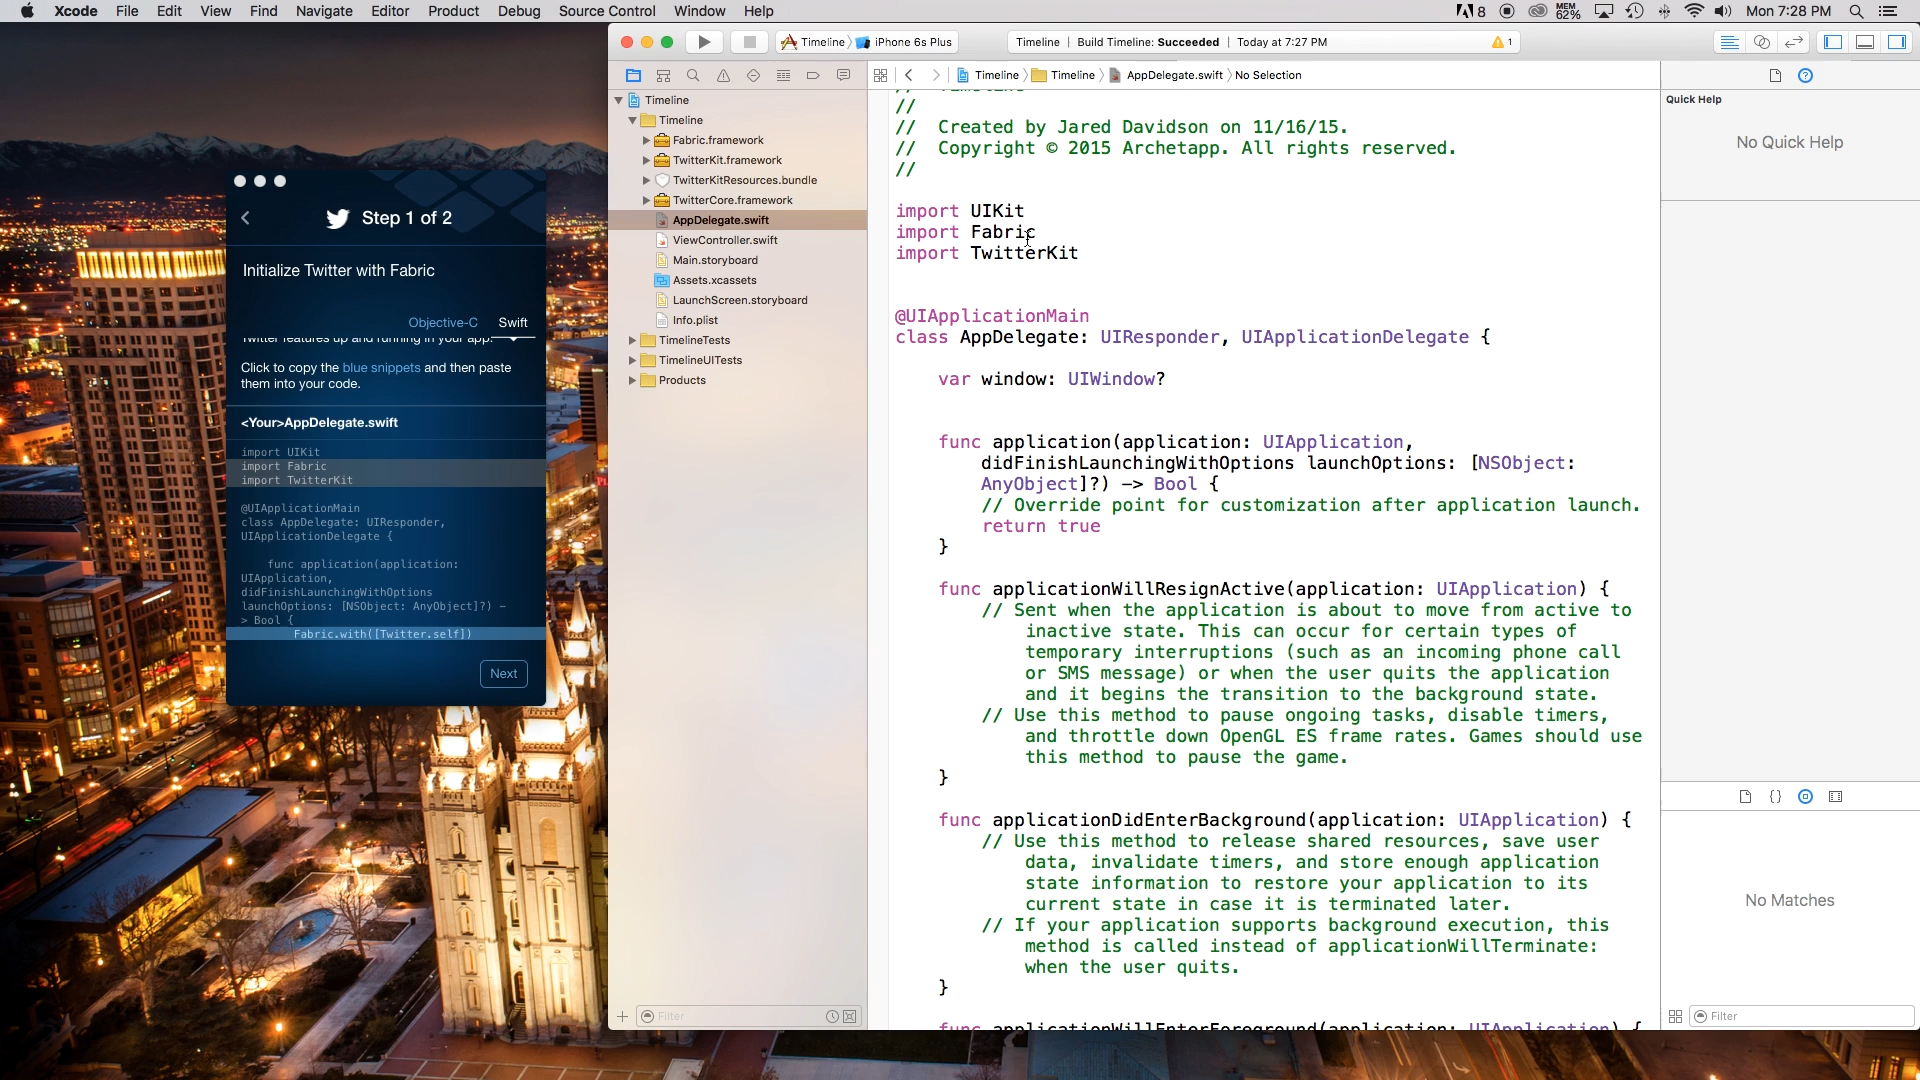 Xcode File Edit View Find Navigate Editor Product Debug Source Control Window Help
8 MEM 62% Mon 7:28 PM
Timeline iPhone 6s Plus
Timeline | Build Timeline: Succeeded | Today at 7:27 PM 1
Timeline Timeline AppDelegate.swift No Selection
Timeline
Timeline
Fabric.framework
TwitterKit.framework
TwitterKitResources.bundle
TwitterCore.framework
AppDelegate.swift
ViewController.swift
Main.storyboard
Assets.xcassets
LaunchScreen.storyboard
Info.plist
TimelineTests
TimelineUITests
Products
Filter
Step 1 of 2
Initialize Twitter with Fabric
Objective-C Swift
Twitter features up and running in your app.
Click to copy the blue snippets and then paste
them into your code.
<Your>AppDelegate.swift
import UIKit
import Fabric
import TwitterKit
@UIApplicationMain
class AppDelegate: UIResponder,
UIApplicationDelegate {
func application(application:
UIApplication,
didFinishLaunchingWithOptions
launchOptions: [NSObject: AnyObject]?) -
> Bool {
Fabric.with([Twitter.self])
Next
// Timeline
//
// Created by Jared Davidson on 11/16/15.
// Copyright © 2015 Archetapp. All rights reserved.
//
import UIKit
import Fabric
import TwitterKit
@UIApplicationMain
class AppDelegate: UIResponder, UIApplicationDelegate {
var window: UIWindow?
func application(application: UIApplication,
didFinishLaunchingWithOptions launchOptions: [NSObject:
AnyObject]?) -> Bool {
// Override point for customization after application launch.
return true
}
func applicationWillResignActive(application: UIApplication) {
// Sent when the application is about to move from active to
inactive state. This can occur for certain types of
temporary interruptions (such as an incoming phone call
or SMS message) or when the user quits the application
and it begins the transition to the background state.
// Use this method to pause ongoing tasks, disable timers,
and throttle down OpenGL ES frame rates. Games should use
this method to pause the game.
}
func applicationDidEnterBackground(application: UIApplication) {
// Use this method to release shared resources, save user
data, invalidate timers, and store enough application
state information to restore your application to its
current state in case it is terminated later.
// If your application supports background execution, this
method is called instead of applicationWillTerminate:
when the user quits.
}
func applicationWillEnterForeground(application: UIApplication) {
Quick Help
No Quick Help
No Matches
Filter